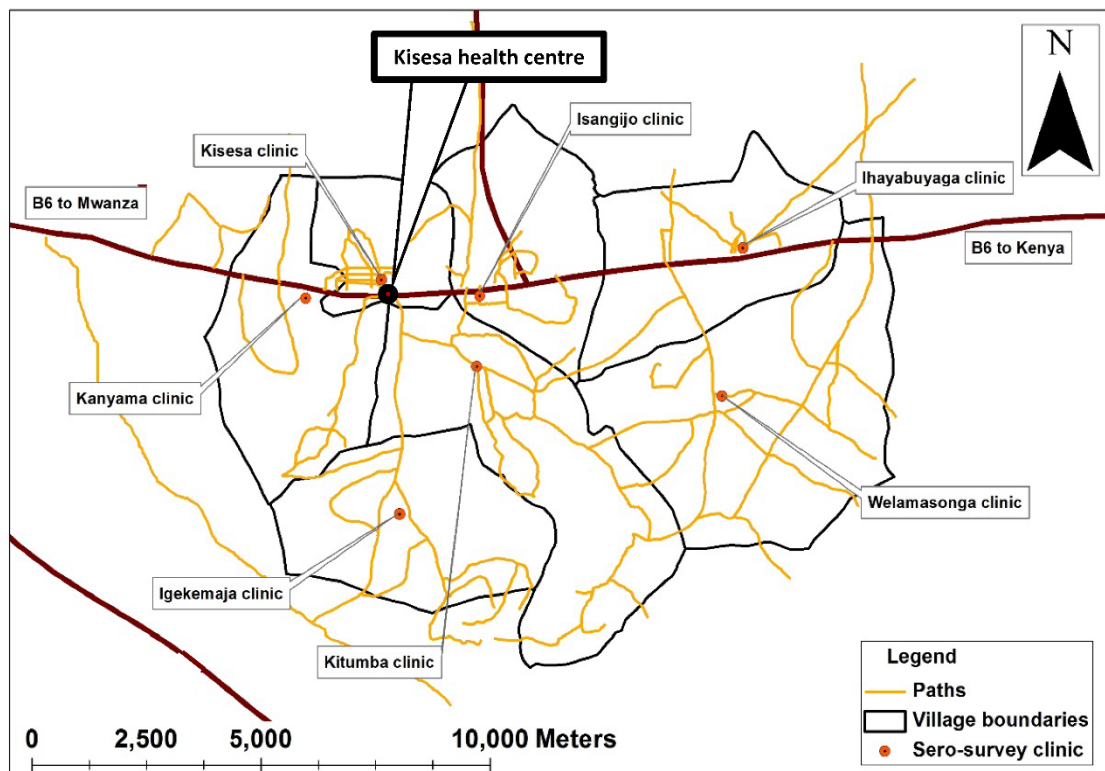 Kisesa health centre
N
Isangijo clinic
Kisesa clinic
Ihayabuyaga clinic
B6 to Mwanza
B6 to Kenya
Kanyama clinic
Welamasonga clinic
Igekemaja clinic
Kitumba clinic
Legend
Paths
Village boundaries
Sero-survey clinic
0 2,500 5,000 10,000 Meters